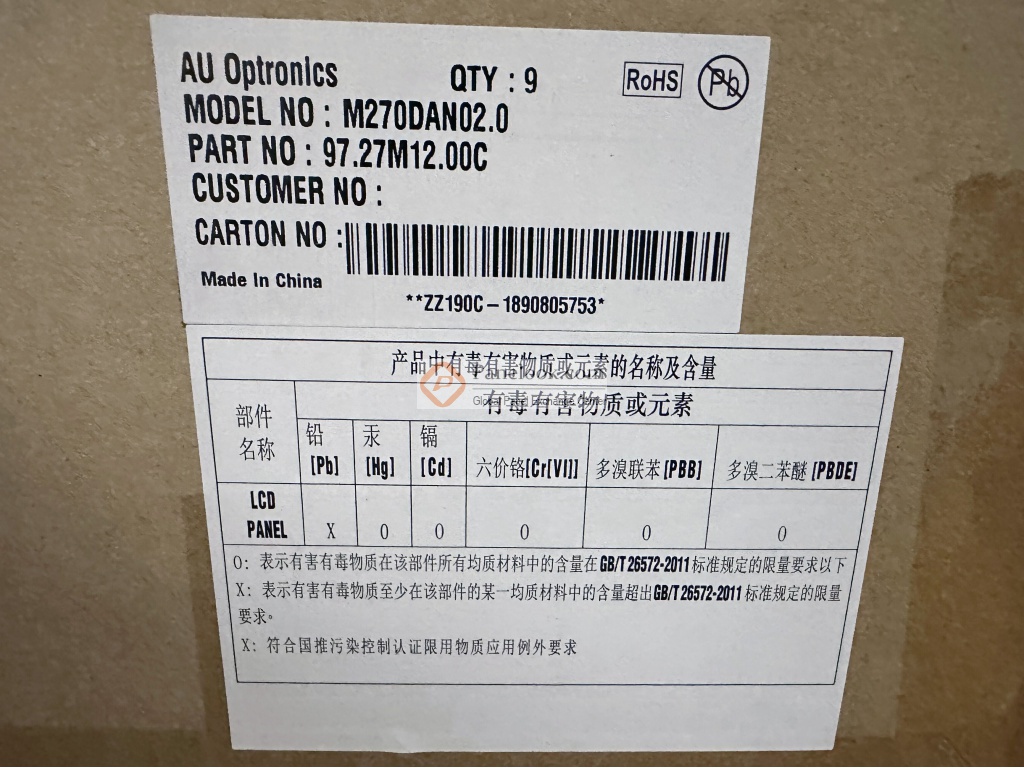 AU Optronics QTY : 9 RoHS Pb
MODEL NO : M270DAN02.0
PART NO : 97.27M12.00C
CUSTOMER NO :
CARTON NO :
Made In China
**ZZ190C-1890805753*
产品中有毒有害物质或元素的名称及含量
Panelook.com
Global Panel Exchange Center
有毒有害物质或元素
部件
名称
铅
[Pb]
汞
[Hg]
镉
[Cd]
六价铬[Cr[VI]]
多溴联苯[PBB]
多溴二苯醚[PBDE]
LCD
PANEL X O O O O O
O: 表示有害有毒物质在该部件所有均质材料中的含量在GB/T 26572-2011标准规定的限量要求以下
X: 表示有害有毒物质至少在该部件的某一均质材料中的含量超出GB/T 26572-2011标准规定的限量
要求。
X: 符合国推污染控制认证限用物质应用例外要求